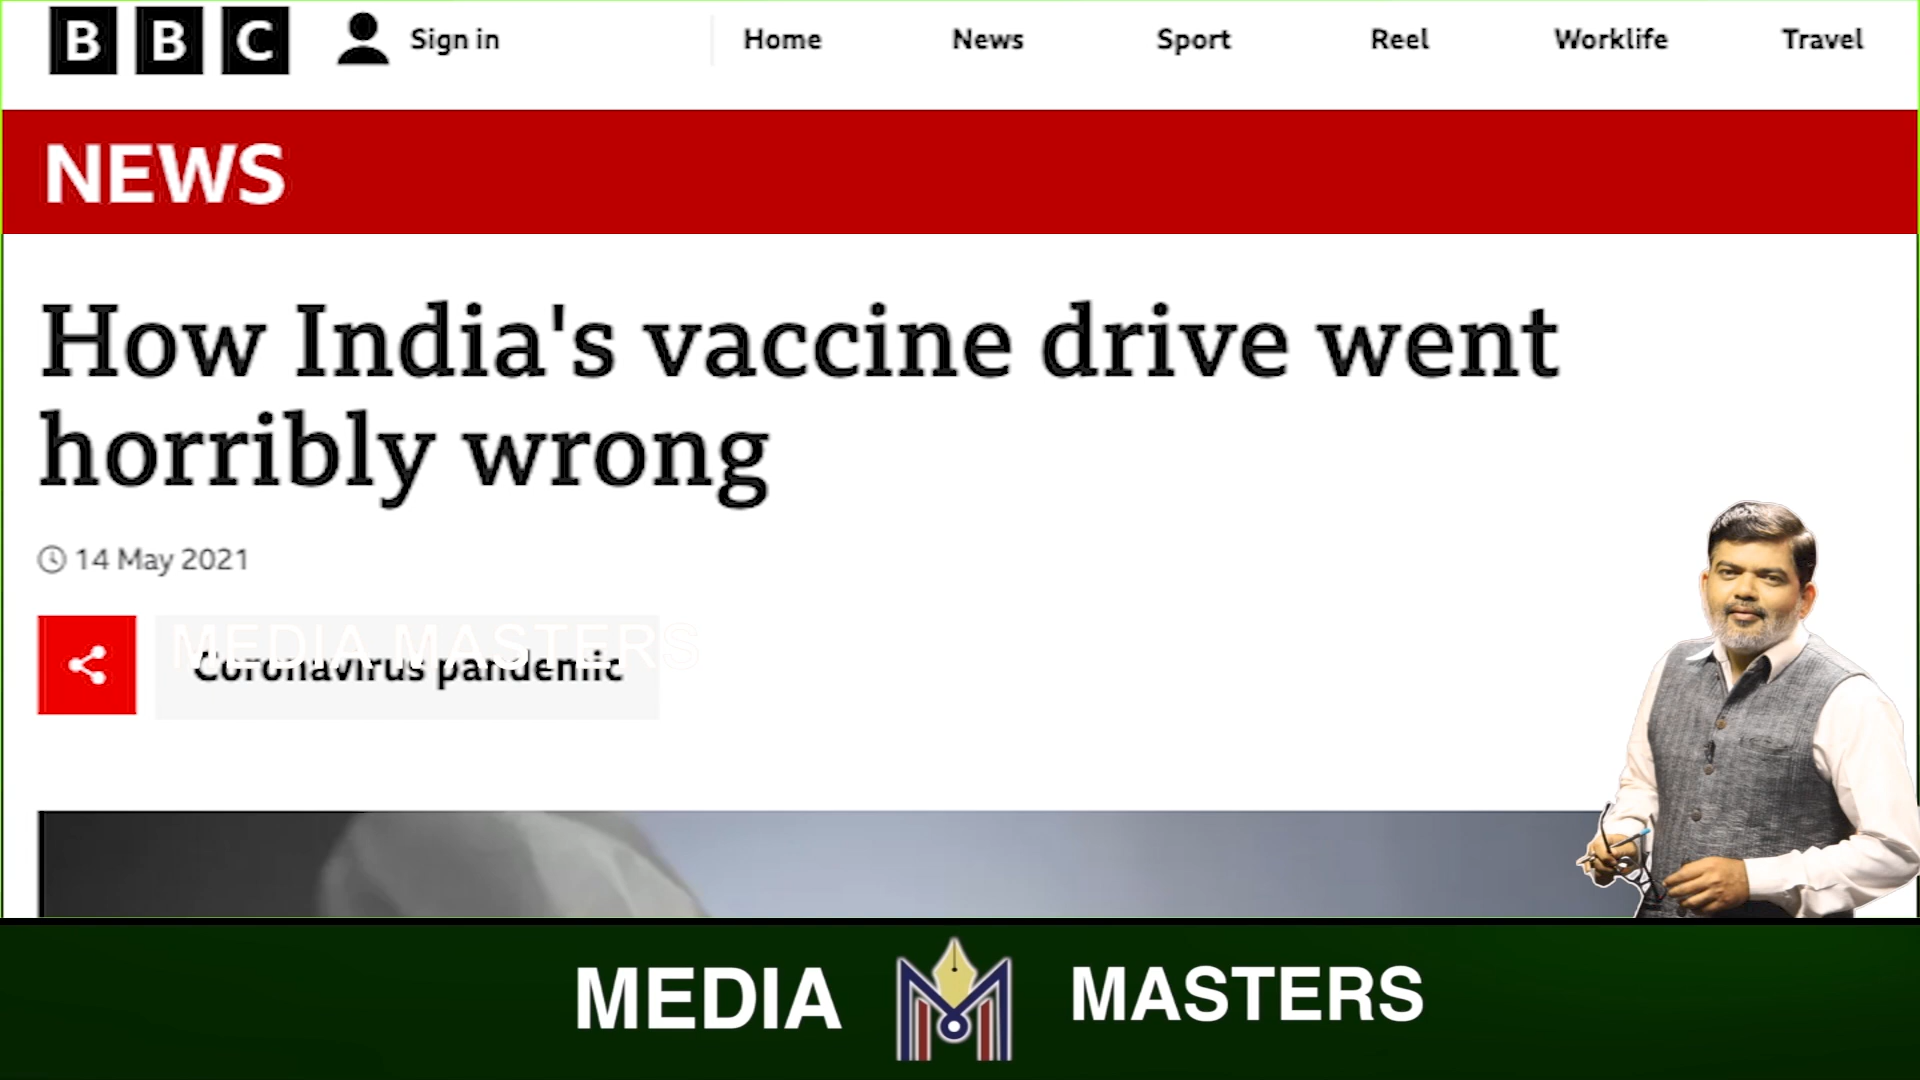 BBC Sign in Home News Sport Reel Worklife Travel
NEWS
How India's vaccine drive went
horribly wrong
14 May 2021
MEDIA MASTERS
Coronavirus pandemic
MEDIA MASTERS